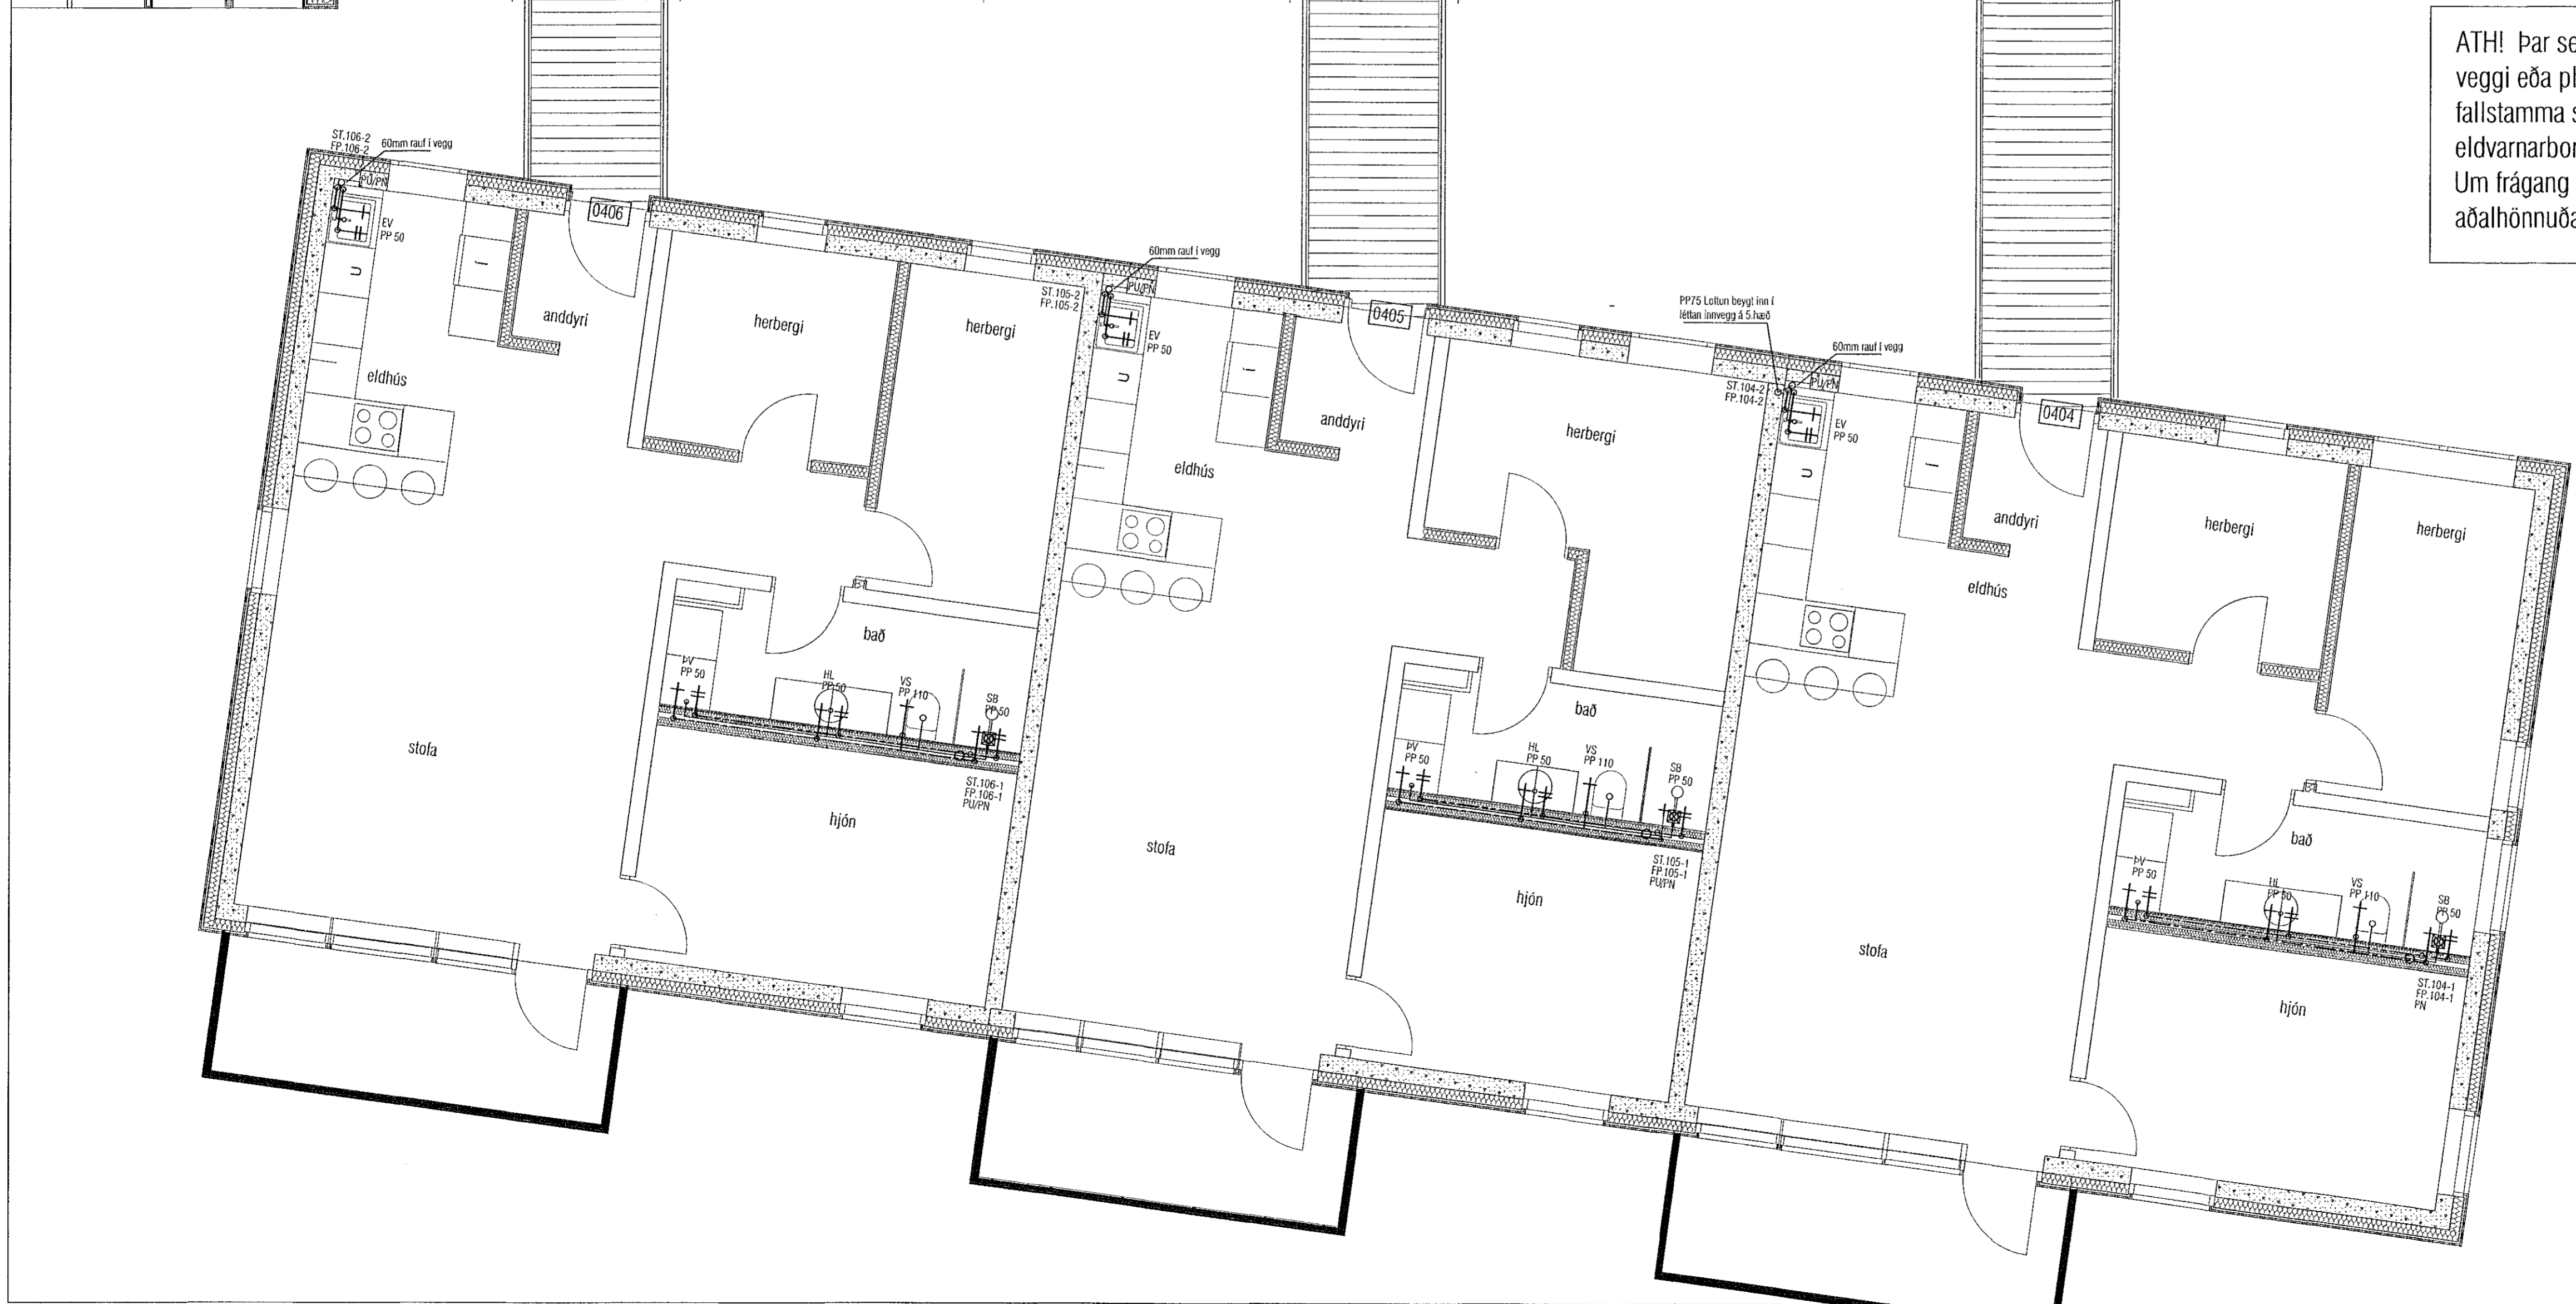 ATH! Þar se
veggi eða pl
fallstamma s
eldvarnarbor
Um frágang
aðalhönnuða
ST.106-2
FP.106-2
60mm rauf í vegg
PU/PN
EV
PP 50
U
Í
0406
anddyri
herbergi
herbergi
eldhús
bað
ÞV
PP 50
HL
PP 50
VS
PP 110
SB
PP 50
ST.106-1
FP.106-1
PU/PN
stofa
hjón
60mm rauf í vegg
ST.105-2
FP.105-2
PU/PN
EV
PP 50
U
Í
0405
anddyri
herbergi
eldhús
bað
ÞV
PP 50
HL
PP 50
VS
PP 110
SB
PP 50
ST.105-1
FP.105-1
PU/PN
stofa
hjón
PP75 Loftun beygt inn í
léttan innvegg á 5.hæð
60mm rauf í vegg
ST.104-2
FP.104-2
PU/PN
EV
PP 50
U
Í
0404
anddyri
herbergi
herbergi
eldhús
bað
ÞV
PP 50
HL
PP 50
VS
PP 110
SB
PP 50
ST.104-1
FP.104-1
PN
stofa
hjón